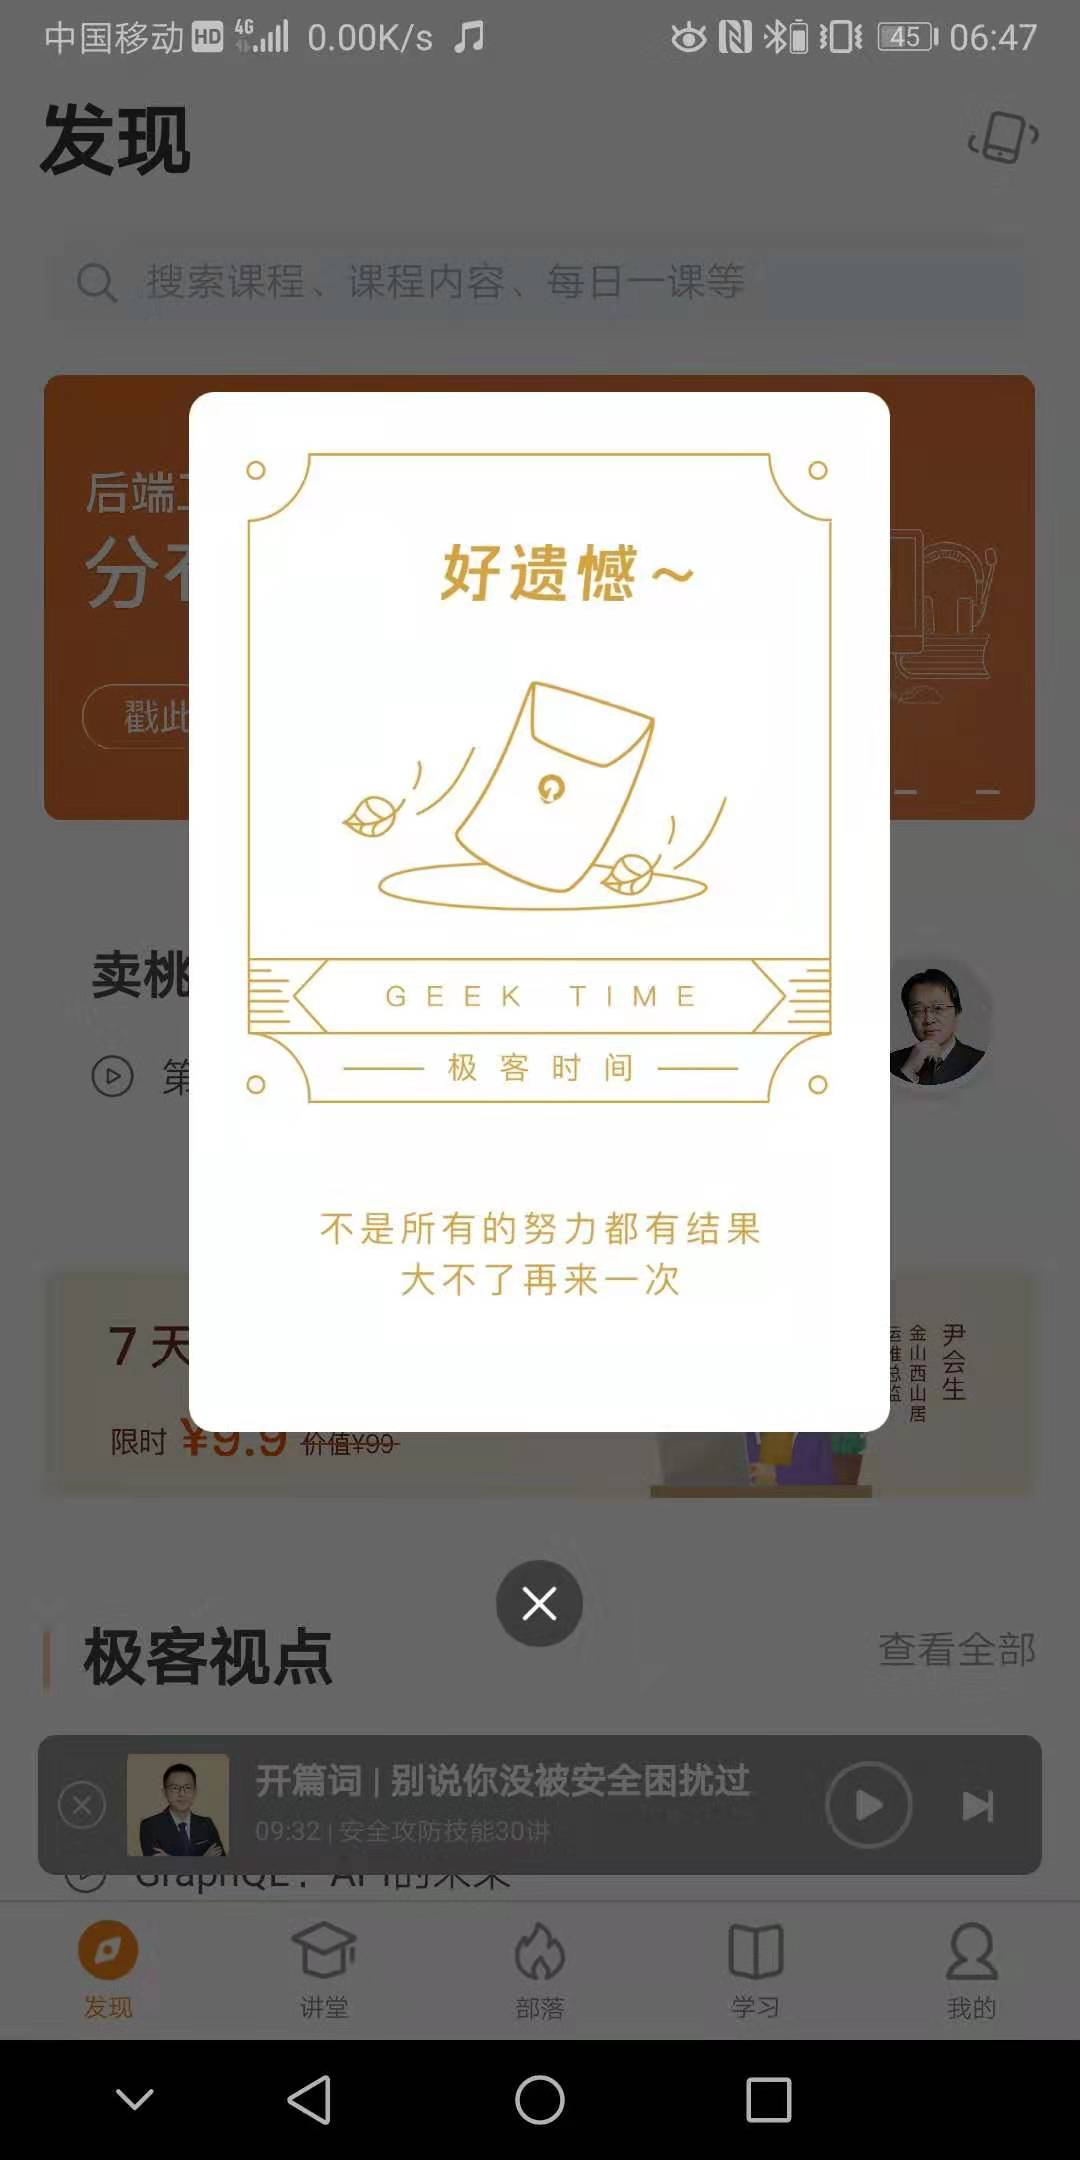 中国移动 HD 4G 0.00K/s 45 06:47
发现
搜索课程、课程内容、每日一课等
后端
分
戳此
好遗憾~
GEEK TIME
极客时间
不是所有的努力都有结果
大不了再来一次
卖桃
第
7 天
限时 ¥9.9 价值¥99
尹会生
金山西山居
运维总监
极客视点
查看全部
开篇词 | 别说你没被安全困扰过
09:32 | 安全攻防技能30讲
GraphQL：API的未来
发现
讲堂
部落
学习
我的